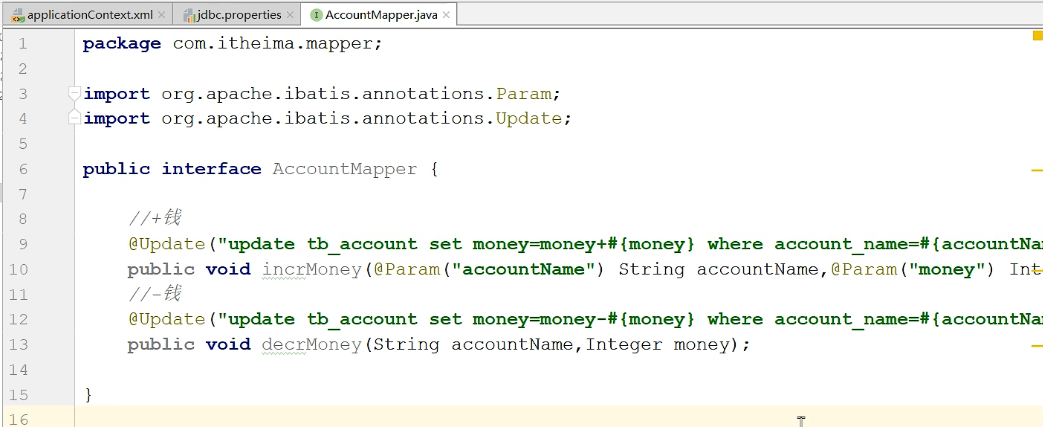 applicationContext.xml jdbc.properties AccountMapper.java
1 package com.itheima.mapper;
2
3 import org.apache.ibatis.annotations.Param;
4 import org.apache.ibatis.annotations.Update;
5
6 public interface AccountMapper {
7
8 //+钱
9 @Update("update tb_account set money=money+#{money} where account_name=#{accountNa
10 public void incrMoney(@Param("accountName") String accountName,@Param("money") Int
11 //-钱
12 @Update("update tb_account set money=money-#{money} where account_name=#{accountNa
13 public void decrMoney(String accountName,Integer money);
14
15 }
16